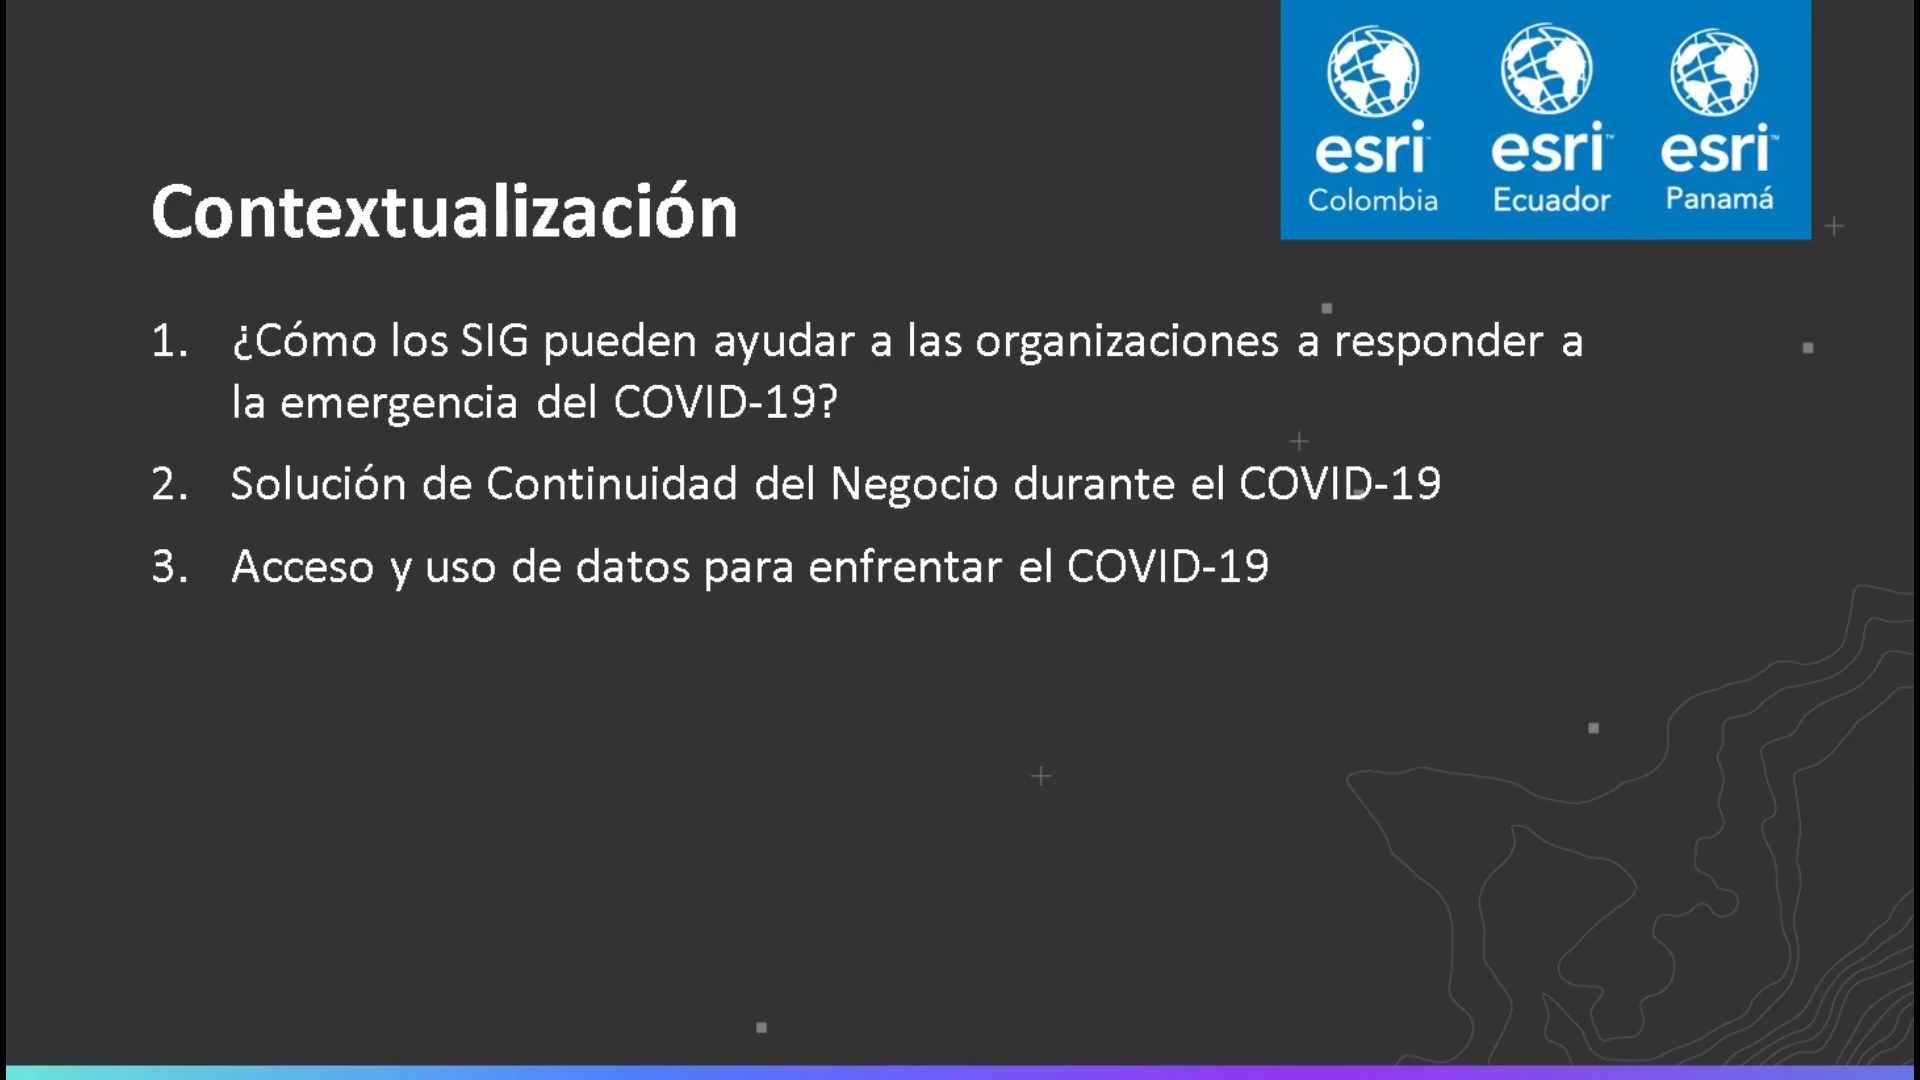 esri
Colombia
esri™
Ecuador
esri™
Panamá
Contextualización
1. ¿Cómo los SIG pueden ayudar a las organizaciones a responder a
la emergencia del COVID-19?
2. Solución de Continuidad del Negocio durante el COVID-19
3. Acceso y uso de datos para enfrentar el COVID-19